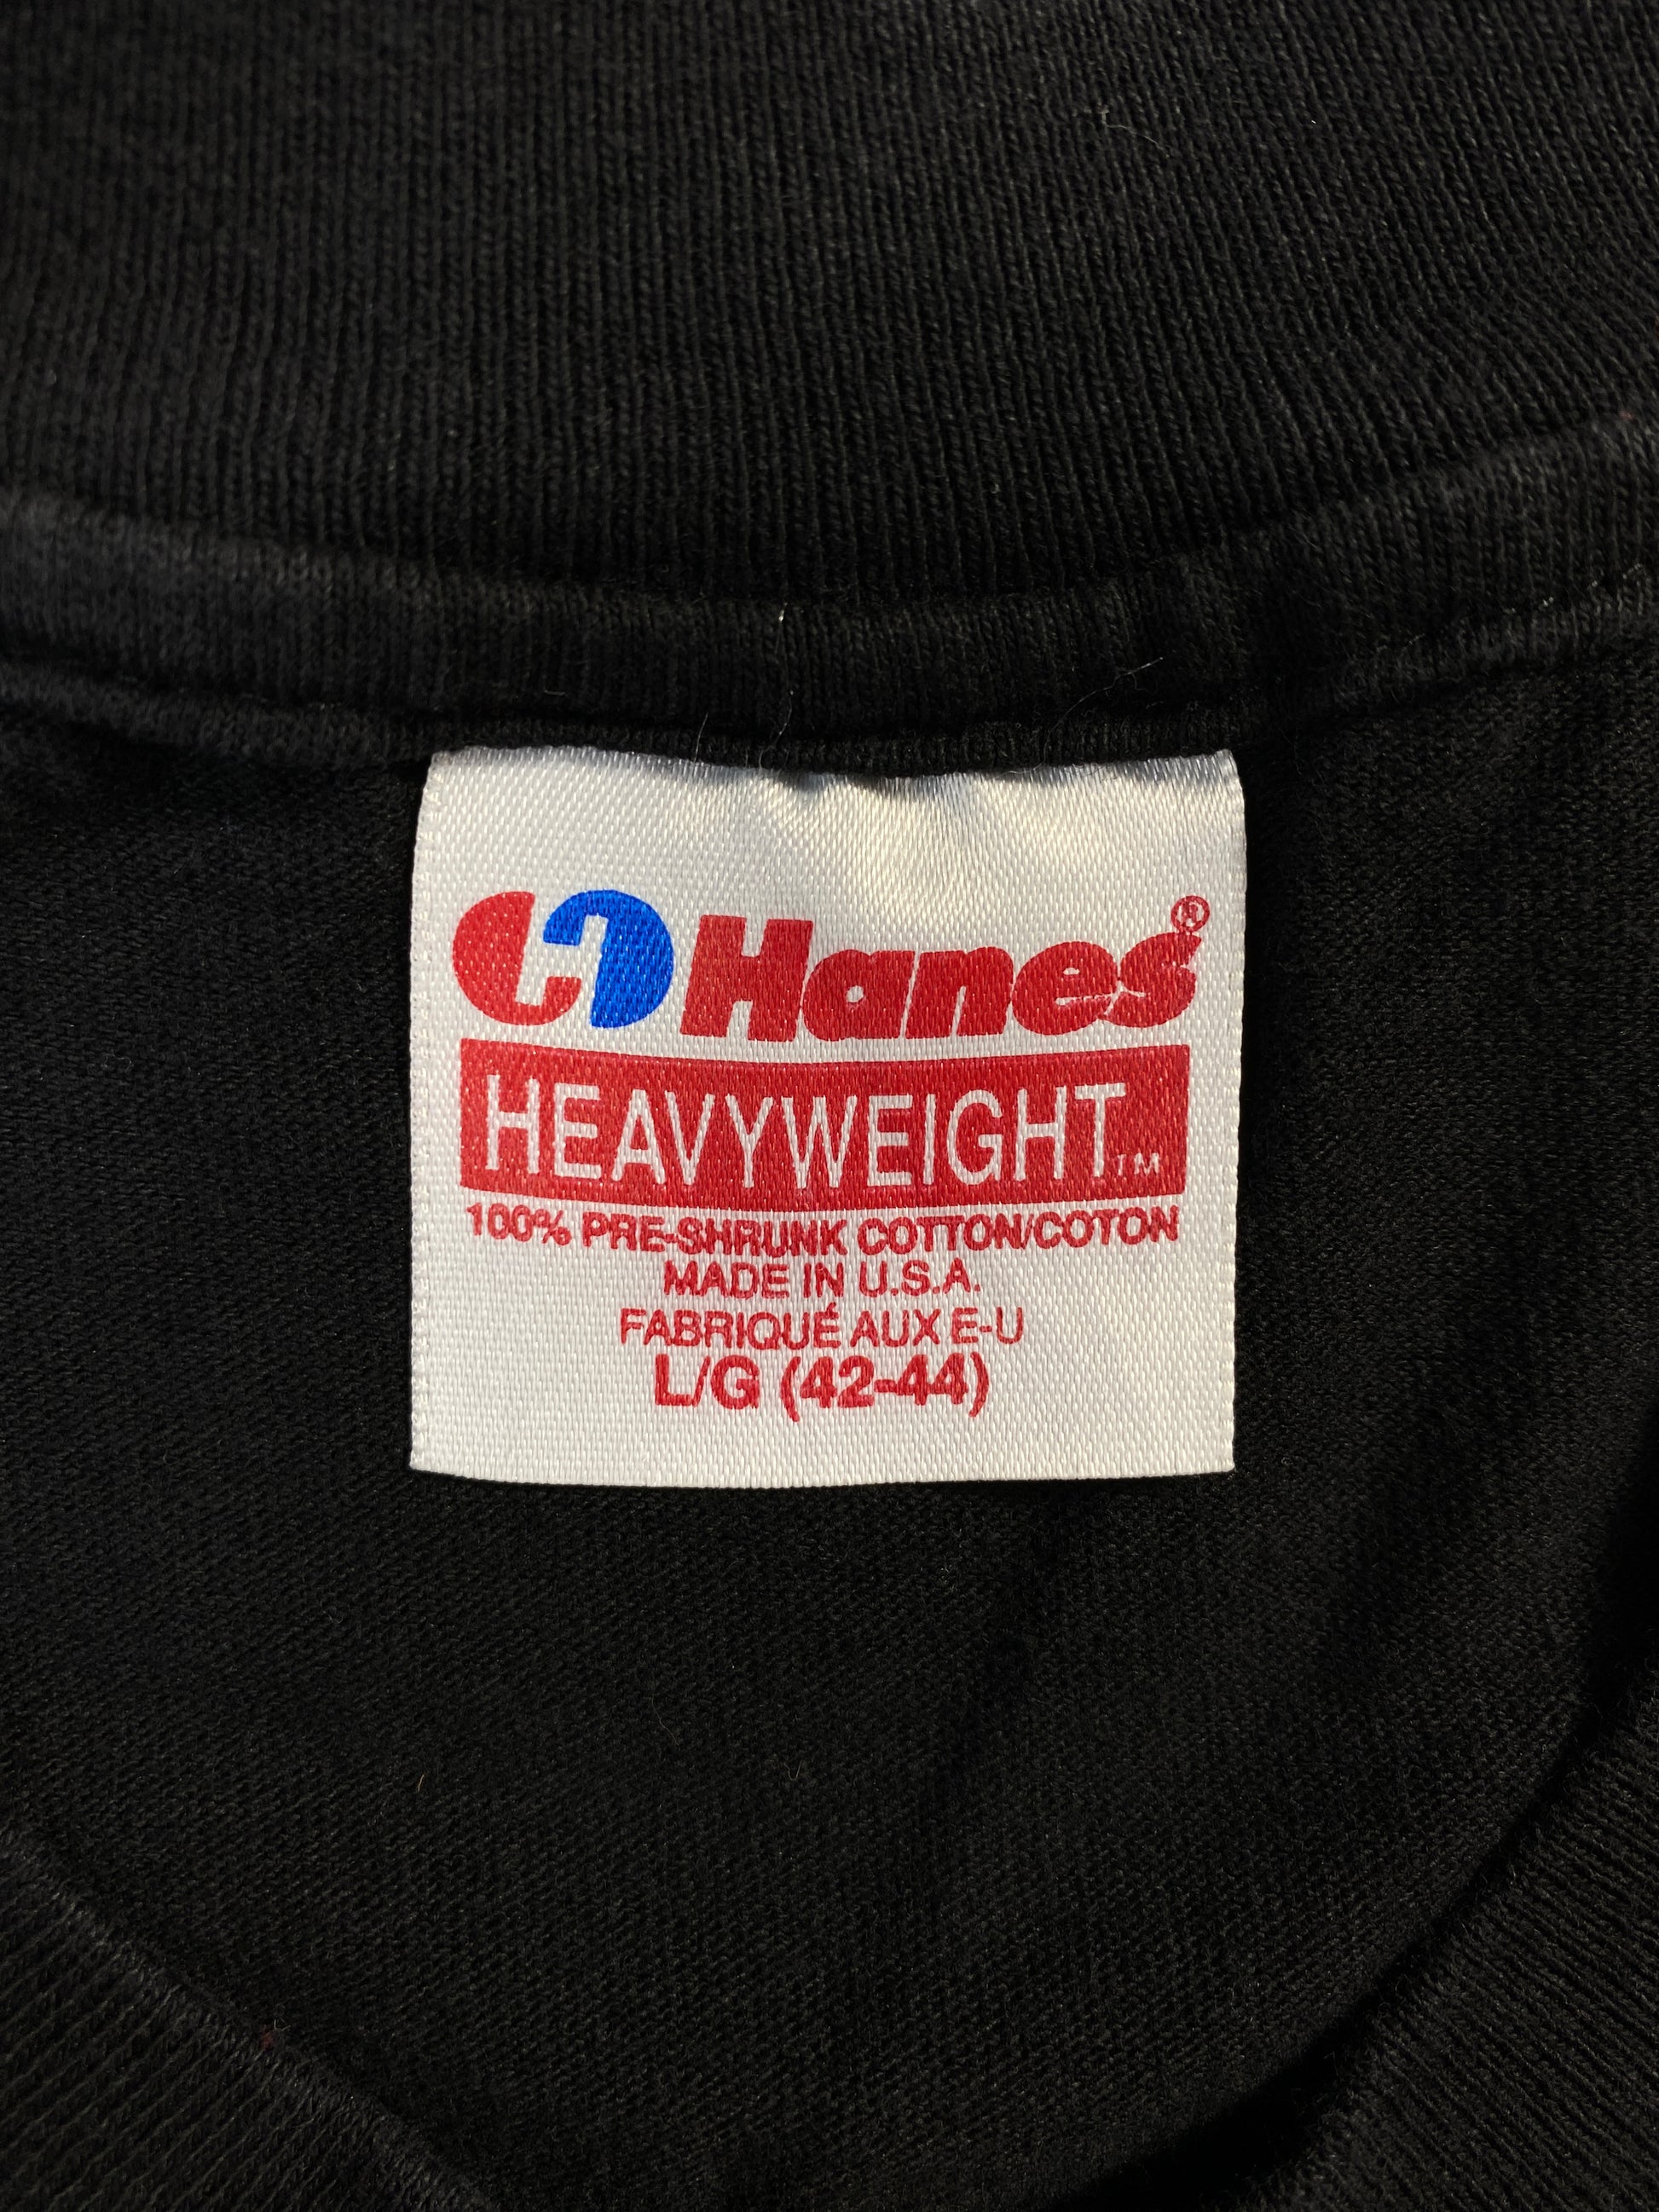 Hanes®
HEAVYWEIGHT™
100% PRE-SHRUNK COTTON/COTON
MADE IN U.S.A.
FABRIQUÉ AUX E-U
L/G (42-44)